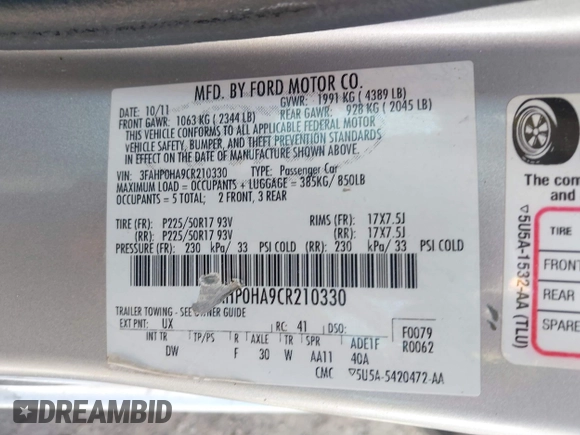 MFD. BY FORD MOTOR CO.
DATE: 10/11 GVWR: 1991 KG ( 4389 LB)
FRONT GAWR: 1063 KG ( 2344 LB) REAR GAWR: 928 KG ( 2045 LB)
THIS VEHICLE CONFORMS TO ALL APPLICABLE FEDERAL MOTOR
VEHICLE SAFETY, BUMPER, AND THEFT PREVENTION STANDARDS
IN EFFECT ON THE DATE OF MANUFACTURE SHOWN ABOVE.
VIN: 3FAHP0HA9CR210330 TYPE: Passenger Car
MAXIMUM LOAD = OCCUPANTS + LUGGAGE = 385KG/ 850LB
OCCUPANTS = 5 TOTAL; 2 FRONT, 3 REAR
TIRE (FR): P225/50R17 93V RIMS (FR): 17X7.5J
(RR): P225/50R17 93V (RR): 17X7.5J
PRESSURE (FR): 230 kPa/ 33 PSI COLD (RR): 230 kPa/ 33 PSI COLD
HP0HA9CR210330
TRAILER TOWING - SEE OWNER GUIDE
EXT PNT: UX RC: 41 DSO: F0079
INT TR TP/PS R AXLE TR SPR ADE1F R0062
DW F 30 W AA11 40A
CMC 5U5A-5420472-AA
5U5A-1532-AA (TLU)
The com
TIRE
FRONT
REAR
SPARE
DREAMBID